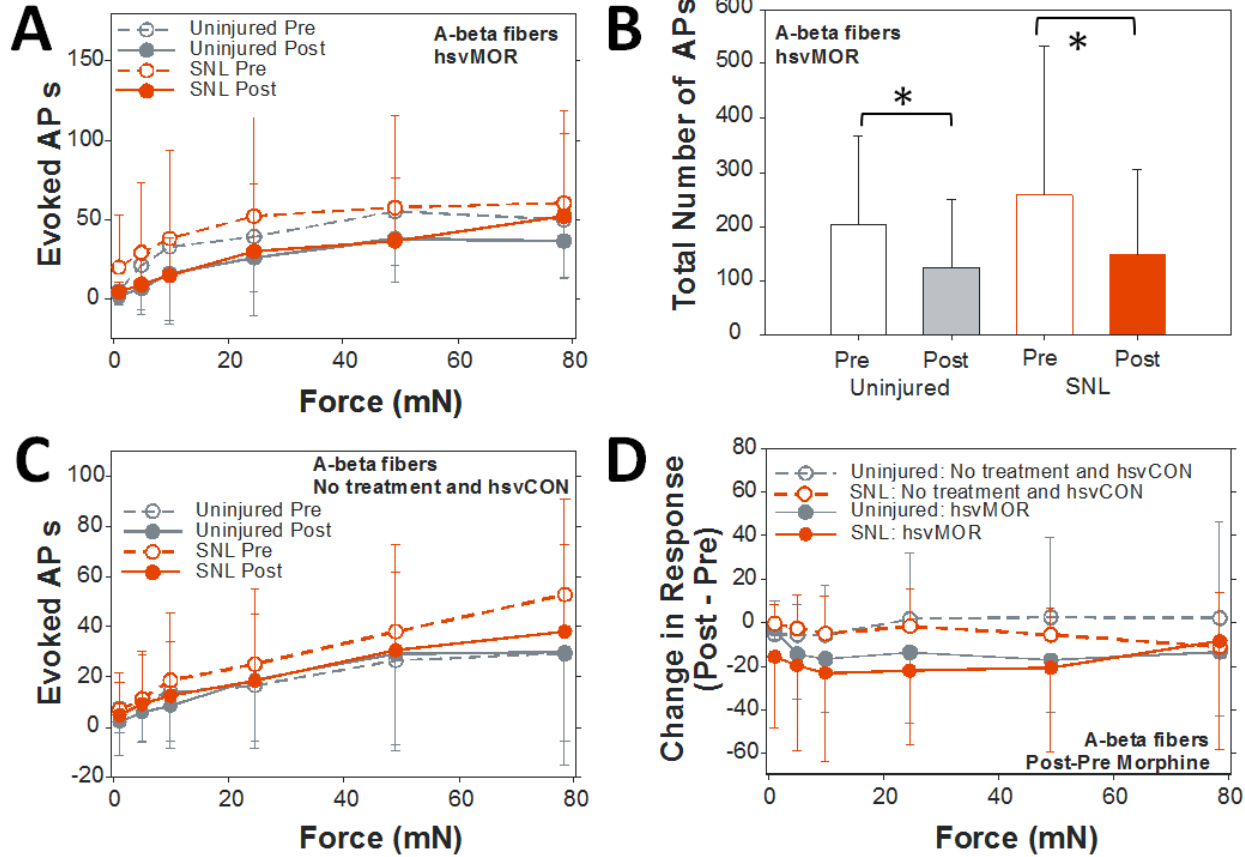 A
Uninjured Pre
Uninjured Post
SNL Pre
SNL Post
A-beta fibers
hsvMOR
Evoked AP s
150
100
50
0
0 20 40 60 80
Force (mN)
B
A-beta fibers
hsvMOR
Total Number of APs
600
500
400
300
200
100
0
*
*
Pre Post Pre Post
Uninjured SNL
C
A-beta fibers
No treatment and hsvCON
Uninjured Pre
Uninjured Post
SNL Pre
SNL Post
Evoked AP s
100
80
60
40
20
0
-20
0 20 40 60 80
Force (mN)
D
Uninjured: No treatment and hsvCON
SNL: No treatment and hsvCON
Uninjured: hsvMOR
SNL: hsvMOR
Change in Response
(Post - Pre)
80
60
40
20
0
-20
-40
-60
A-beta fibers
Post-Pre Morphine
0 20 40 60 80
Force (mN)